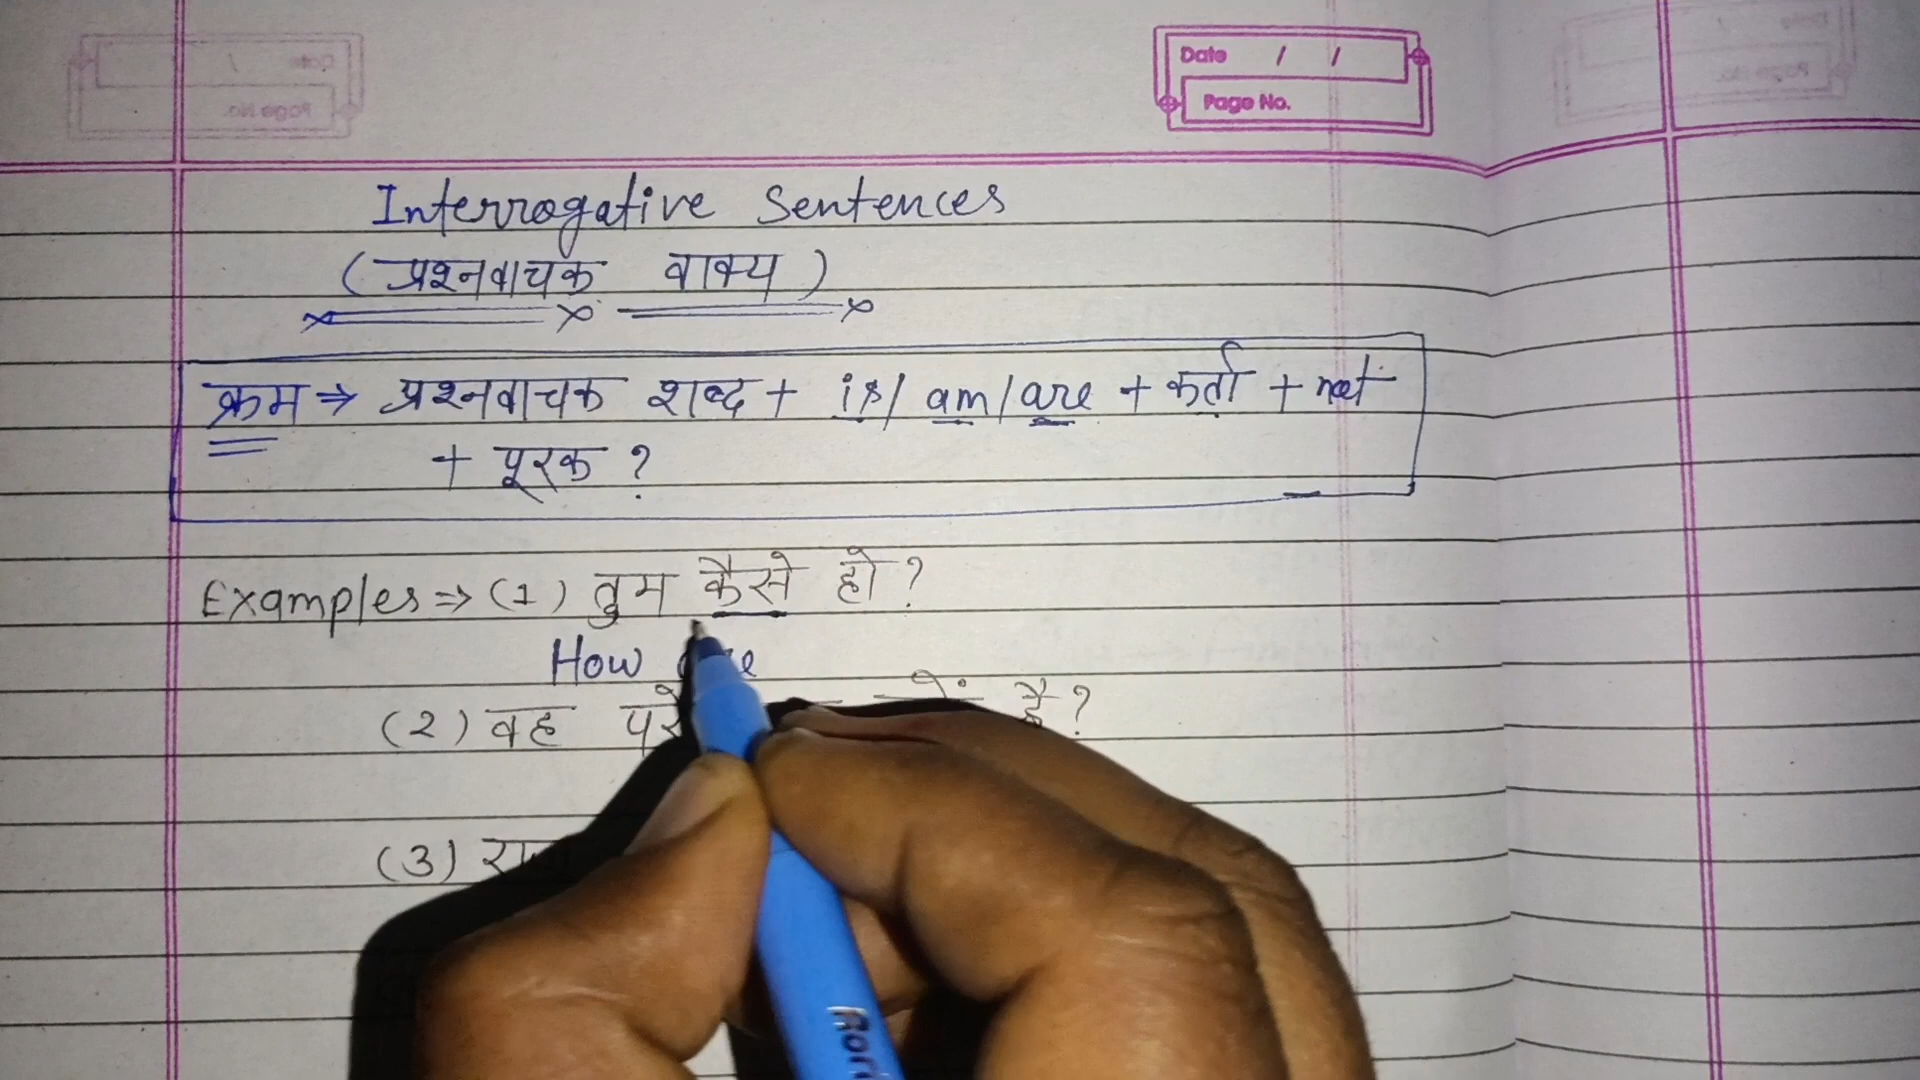 Date / /
Page No.
Interrogative Sentences
(प्रश्नवाचक वाक्य)
क्रम ⇒ प्रश्नवाचक शब्द + is/ am/are + कर्ता + not
+ पूरक ?
Examples ⇒ (1) तुम कैसे हो ?
How are
(2) वह है ?
(3)